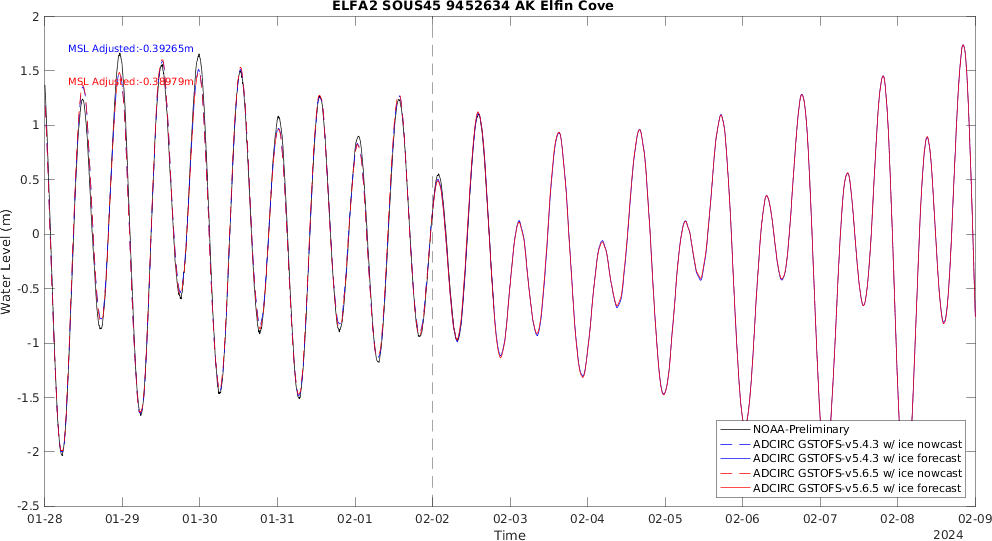 ELFA2 SOUS45 9452634 AK Elfin Cove
MSL Adjusted:-0.39265m
MSL Adjusted:-0.38979m
2
1.5
1
0.5
0
-0.5
-1
-1.5
-2
-2.5
Water Level (m)
NOAA-Preliminary
ADCIRC GSTOFS-v5.4.3 w/ ice nowcast
ADCIRC GSTOFS-v5.4.3 w/ ice forecast
ADCIRC GSTOFS-v5.6.5 w/ ice nowcast
ADCIRC GSTOFS-v5.6.5 w/ ice forecast
01-28 01-29 01-30 01-31 02-01 02-02 02-03 02-04 02-05 02-06 02-07 02-08 02-09
Time
2024